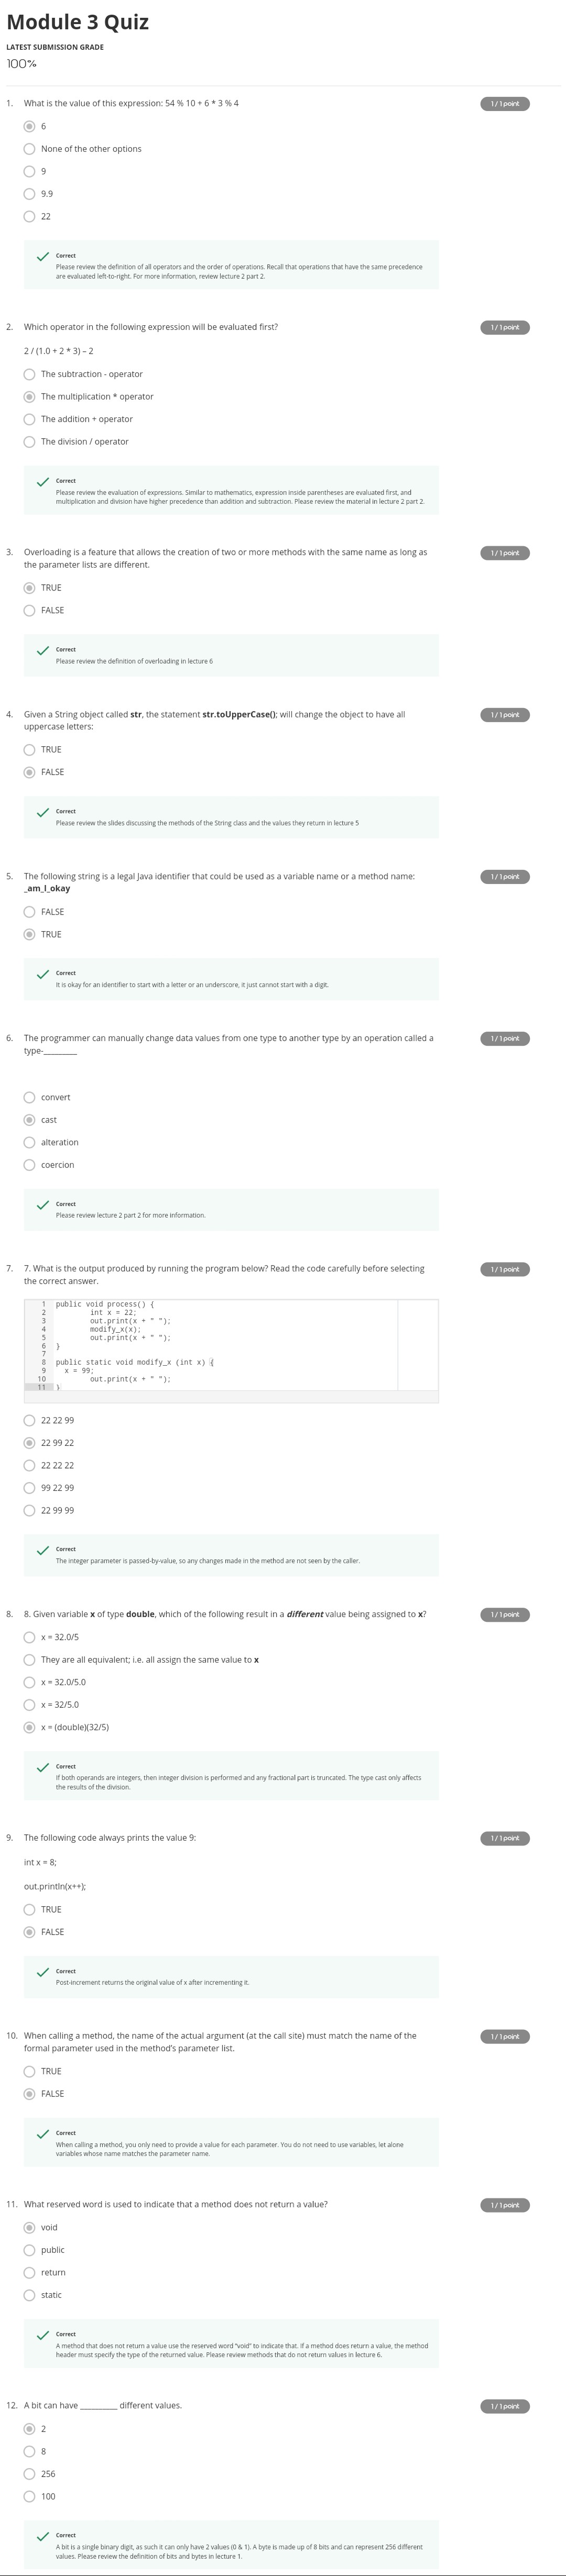 Module 3 Quiz
LATEST SUBMISSION GRADE
100%
1. What is the value of this expression: 54 % 10 + 6 * 3 % 4
1 / 1 point
6
None of the other options
9
9.9
22
Correct
Please review the definition of all operators and the order of operations. Recall that operations that have the same precedence
are evaluated left-to-right. For more information, review lecture 2 part 2.
2. Which operator in the following expression will be evaluated first?
1 / 1 point
2 / (1.0 + 2 * 3) – 2
The subtraction - operator
The multiplication * operator
The addition + operator
The division / operator
Correct
Please review the evaluation of expressions. Similar to mathematics, expression inside parentheses are evaluated first, and
multiplication and division have higher precedence than addition and subtraction. Please review the material in lecture 2 part 2.
3. Overloading is a feature that allows the creation of two or more methods with the same name as long as
the parameter lists are different.
1 / 1 point
TRUE
FALSE
Correct
Please review the definition of overloading in lecture 6
4. Given a String object called str, the statement str.toUpperCase(); will change the object to have all
uppercase letters:
1 / 1 point
TRUE
FALSE
Correct
Please review the slides discussing the methods of the String class and the values they return in lecture 5
5. The following string is a legal Java identifier that could be used as a variable name or a method name:
_am_I_okay
1 / 1 point
FALSE
TRUE
Correct
It is okay for an identifier to start with a letter or an underscore, it just cannot start with a digit.
6. The programmer can manually change data values from one type to another type by an operation called a
type-_________
1 / 1 point
convert
cast
alteration
coercion
Correct
Please review lecture 2 part 2 for more information.
7. 7. What is the output produced by running the program below? Read the code carefully before selecting
the correct answer.
1 / 1 point
1 public void process() {
2 int x = 22;
3 out.print(x + " ");
4 modify_x(x);
5 out.print(x + " ");
6 }
7
8 public static void modify_x (int x) {
9 x = 99;
10 out.print(x + " ");
11 }
22 22 99
22 99 22
22 22 22
99 22 99
22 99 99
Correct
The integer parameter is passed-by-value, so any changes made in the method are not seen by the caller.
8. 8. Given variable x of type double, which of the following result in a different value being assigned to x?
1 / 1 point
x = 32.0/5
They are all equivalent; i.e. all assign the same value to x
x = 32.0/5.0
x = 32/5.0
x = (double)(32/5)
Correct
If both operands are integers, then integer division is performed and any fractional part is truncated. The type cast only affects
the results of the division.
9. The following code always prints the value 9:
1 / 1 point
int x = 8;
out.println(x++);
TRUE
FALSE
Correct
Post-increment returns the original value of x after incrementing it.
10. When calling a method, the name of the actual argument (at the call site) must match the name of the
formal parameter used in the method's parameter list.
1 / 1 point
TRUE
FALSE
Correct
When calling a method, you only need to provide a value for each parameter. You do not need to use variables, let alone
variables whose name matches the parameter name.
11. What reserved word is used to indicate that a method does not return a value?
1 / 1 point
void
public
return
static
Correct
A method that does not return a value use the reserved word "void" to indicate that. If a method does return a value, the method
header must specify the type of the returned value. Please review methods that do not return values in lecture 6.
12. A bit can have _________ different values.
1 / 1 point
2
8
256
100
Correct
A bit is a single binary digit, as such it can only have 2 values (0 & 1). A byte is made up of 8 bits and can represent 256 different
values. Please review the definition of bits and bytes in lecture 1.